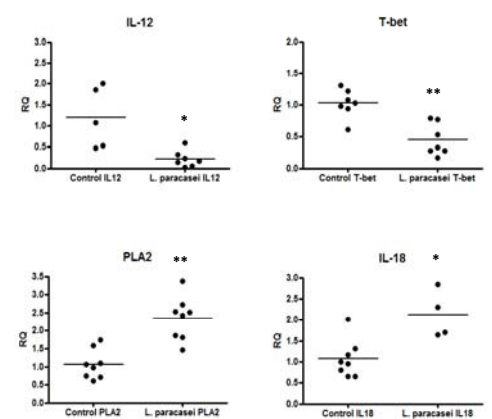 IL-12
3.0
2.5
2.0
1.5
1.0
0.5
0.0
RQ
*
Control IL12
L. paracasei IL12
T-bet
2.0
1.5
1.0
0.5
0.0
RQ
**
Control T-bet
L. paracasei T-bet
PLA2
3.5
3.0
2.5
2.0
1.5
1.0
0.5
0.0
RQ
**
Control PLA2
L. paracasei PLA2
IL-18
3.0
2.5
2.0
1.5
1.0
0.5
0.0
RQ
*
Control IL18
L. paracasei IL18